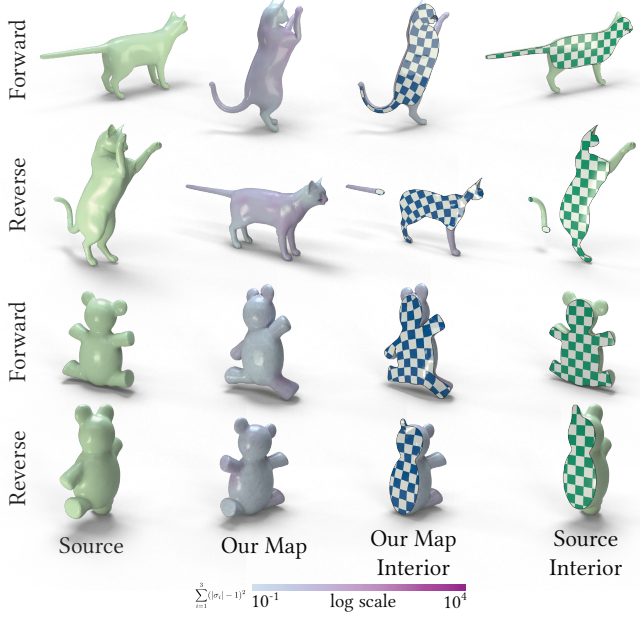 Forward
Reverse
Forward
Reverse
Source
Our Map
Our Map
Interior
Source
Interior
∑_{i=1}^{3}(|σ_i|−1)^2
10^{-1}
log scale
10^4